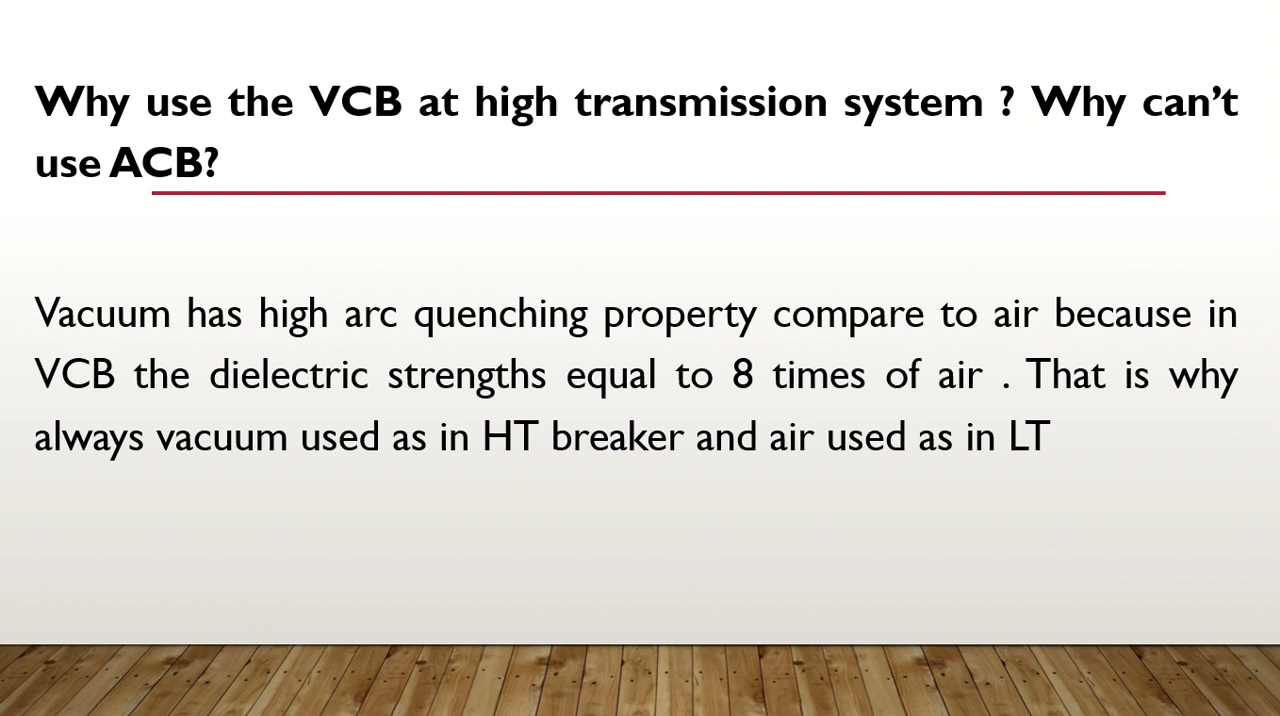 Why use the VCB at high transmission system ? Why can’t
use ACB?
Vacuum has high arc quenching property compare to air because in
VCB the dielectric strengths equal to 8 times of air . That is why
always vacuum used as in HT breaker and air used as in LT